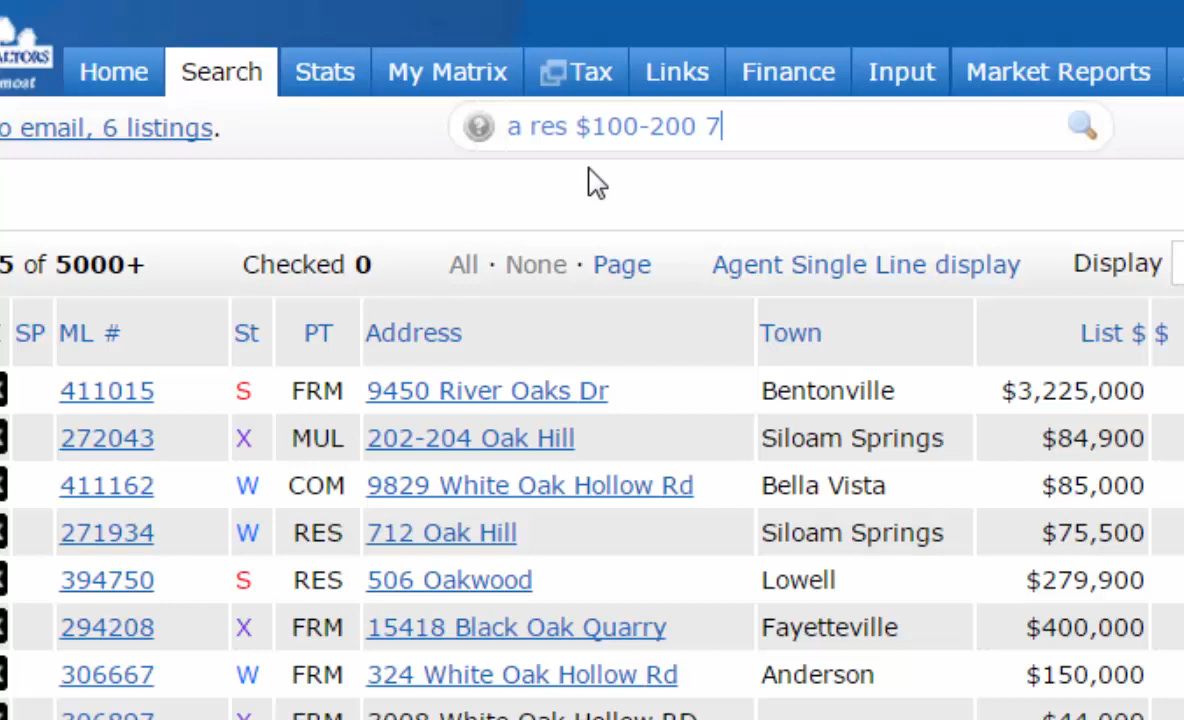 ALTORS
Home Search Stats My Matrix Tax Links Finance Input Market Reports
o email, 6 listings.
? a res $100-200 7
5 of 5000+ Checked 0 All · None · Page Agent Single Line display Display
SP ML # St PT Address Town List $ $
411015 S FRM 9450 River Oaks Dr Bentonville $3,225,000
272043 X MUL 202-204 Oak Hill Siloam Springs $84,900
411162 W COM 9829 White Oak Hollow Rd Bella Vista $85,000
271934 W RES 712 Oak Hill Siloam Springs $75,500
394750 S RES 506 Oakwood Lowell $279,900
294208 X FRM 15418 Black Oak Quarry Fayetteville $400,000
306667 W FRM 324 White Oak Hollow Rd Anderson $150,000